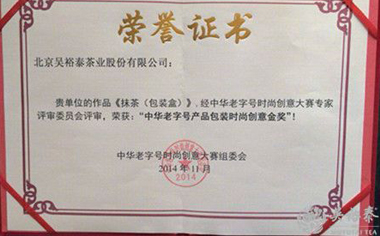 荣誉证书
北京吴裕泰茶业股份有限公司：
贵单位的作品《抹茶（包装盒）》，经中华老字号时尚创意大赛专家
评审委员会评审，荣获：“中华老字号产品包装时尚创意金奖”！
中华老字号时尚创意大赛组委会
2014年11月
2014